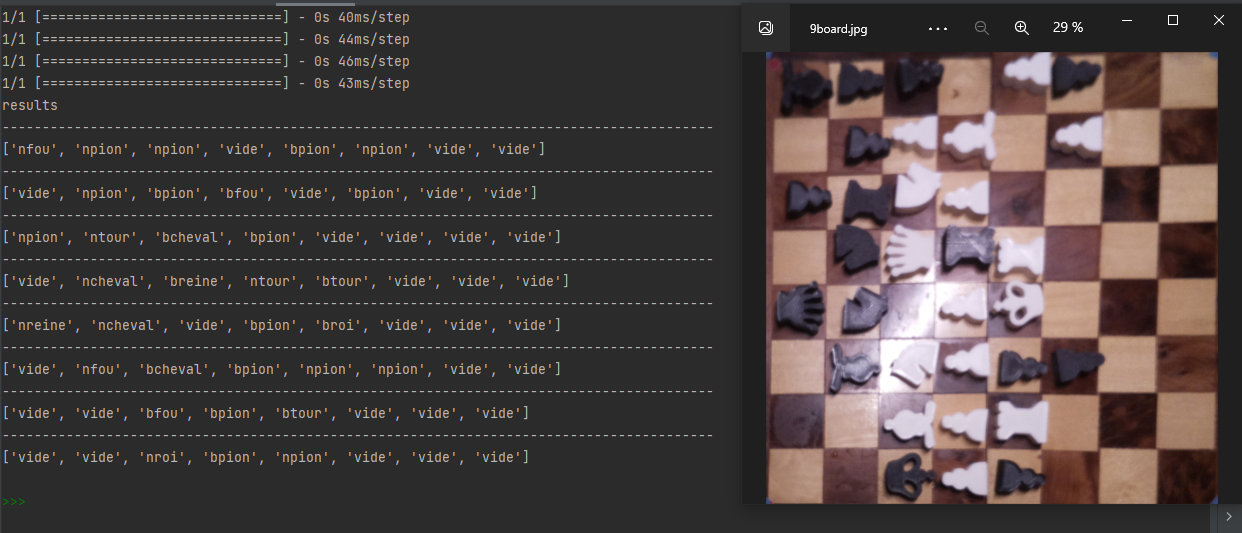 1/1 [==============================] - 0s 40ms/step
1/1 [==============================] - 0s 44ms/step
1/1 [==============================] - 0s 46ms/step
1/1 [==============================] - 0s 43ms/step
results
--------------------------------------------------------------------------------------
['nfou', 'npion', 'npion', 'vide', 'bpion', 'npion', 'vide', 'vide']
--------------------------------------------------------------------------------------
['vide', 'npion', 'bpion', 'bfou', 'vide', 'bpion', 'vide', 'vide']
--------------------------------------------------------------------------------------
['npion', 'ntour', 'bcheval', 'bpion', 'vide', 'vide', 'vide', 'vide']
--------------------------------------------------------------------------------------
['vide', 'ncheval', 'breine', 'ntour', 'btour', 'vide', 'vide', 'vide']
--------------------------------------------------------------------------------------
['nreine', 'ncheval', 'vide', 'bpion', 'broi', 'vide', 'vide', 'vide']
--------------------------------------------------------------------------------------
['vide', 'nfou', 'bcheval', 'bpion', 'npion', 'npion', 'vide', 'vide']
--------------------------------------------------------------------------------------
['vide', 'vide', 'bfou', 'bpion', 'btour', 'vide', 'vide', 'vide']
--------------------------------------------------------------------------------------
['vide', 'vide', 'nroi', 'bpion', 'npion', 'vide', 'vide', 'vide']
>>>
9board.jpg
29 %